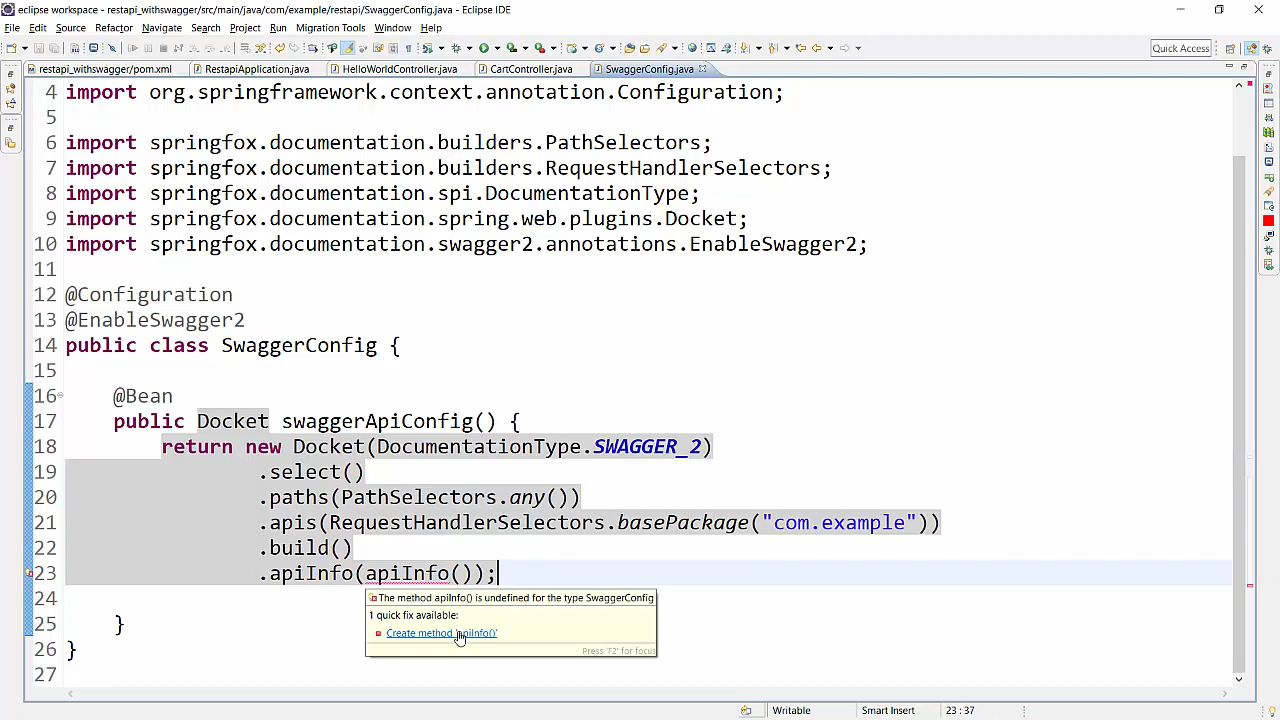 eclipse workspace - restapi_withswagger/src/main/java/com/example/restapi/SwaggerConfig.java - Eclipse IDE
File Edit Source Refactor Navigate Search Project Run Migration Tools Window Help
Quick Access
restapi_withswagger/pom.xml RestapiApplication.java HelloWorldController.java CartController.java SwaggerConfig.java
4 import org.springframework.context.annotation.Configuration;
5
6 import springfox.documentation.builders.PathSelectors;
7 import springfox.documentation.builders.RequestHandlerSelectors;
8 import springfox.documentation.spi.DocumentationType;
9 import springfox.documentation.spring.web.plugins.Docket;
10 import springfox.documentation.swagger2.annotations.EnableSwagger2;
11
12 @Configuration
13 @EnableSwagger2
14 public class SwaggerConfig {
15
16 @Bean
17 public Docket swaggerApiConfig() {
18 return new Docket(DocumentationType.SWAGGER_2)
19 .select()
20 .paths(PathSelectors.any())
21 .apis(RequestHandlerSelectors.basePackage("com.example"))
22 .build()
23 .apiInfo(apiInfo());
The method apiInfo() is undefined for the type SwaggerConfig
24
1 quick fix available:
25 }
Create method 'apiInfo()'
26 }
Press 'F2' for focus
27
Writable Smart Insert 23 : 37